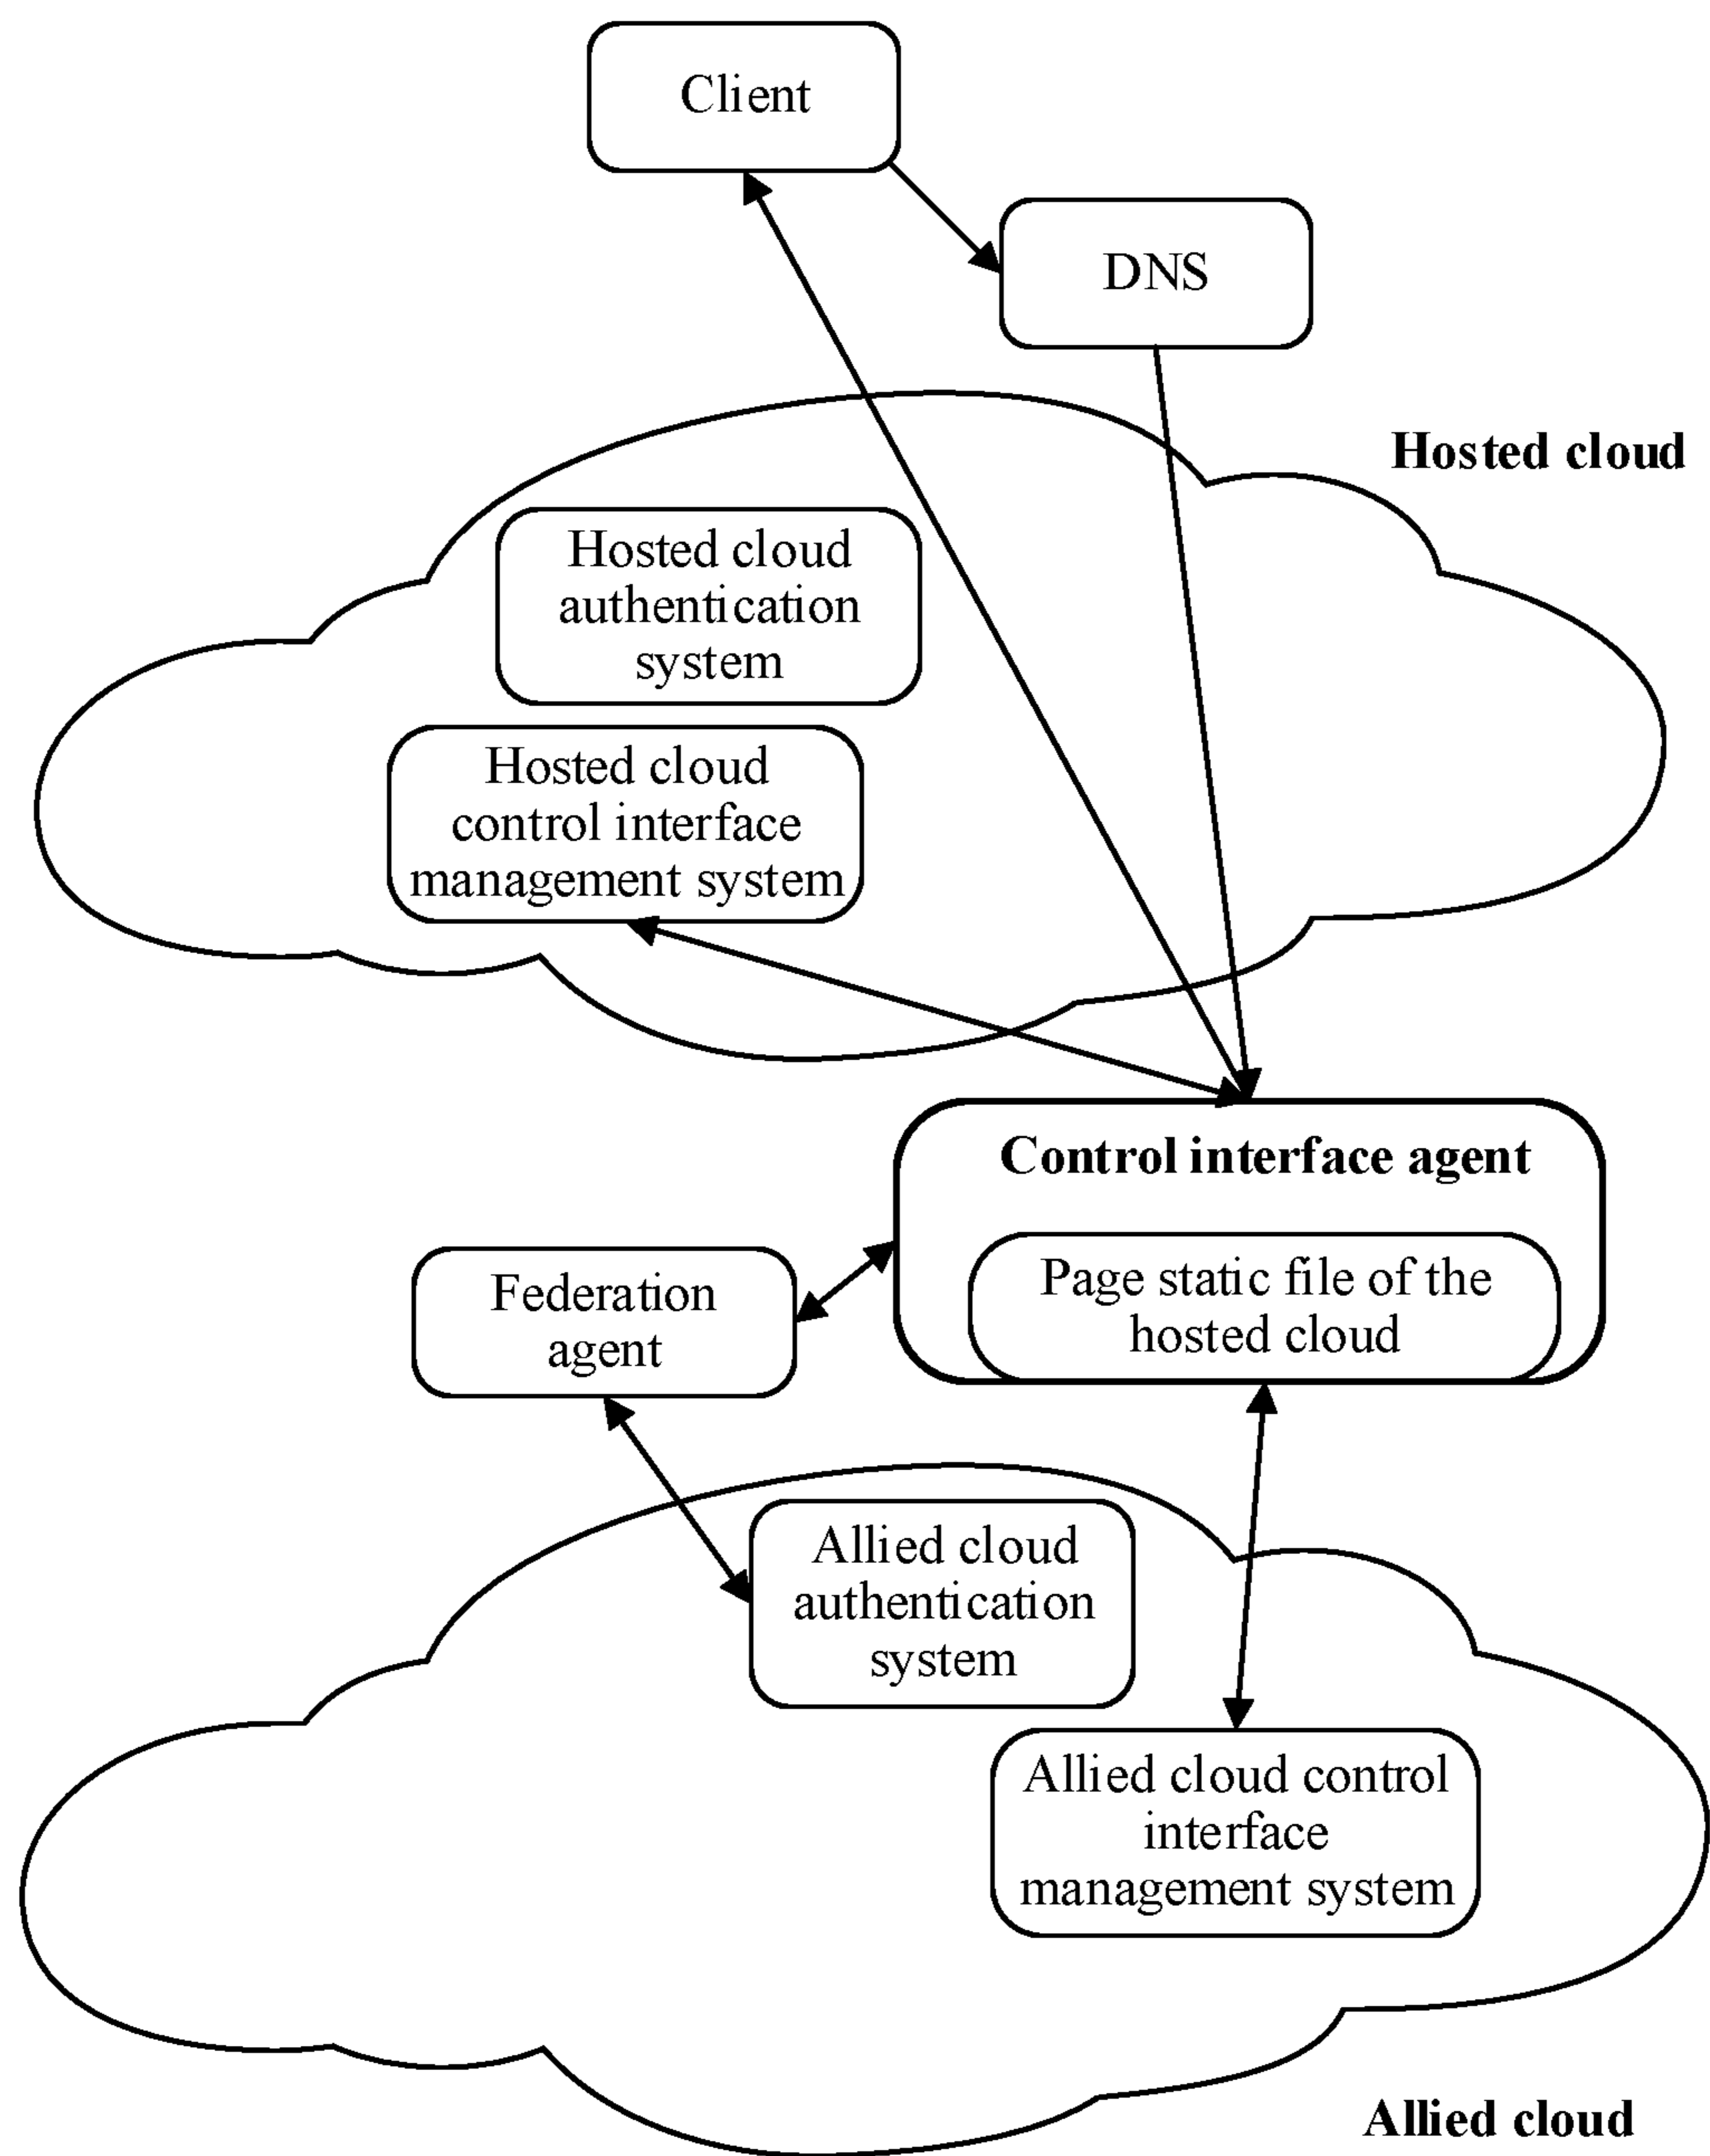 Client
DNS
Hosted cloud
Hosted cloud
authentication
system
Hosted cloud
control interface
management system
Control interface agent
Page static file of the
hosted cloud
Federation
agent
Allied cloud
authentication
system
Allied cloud control
interface
management system
Allied cloud